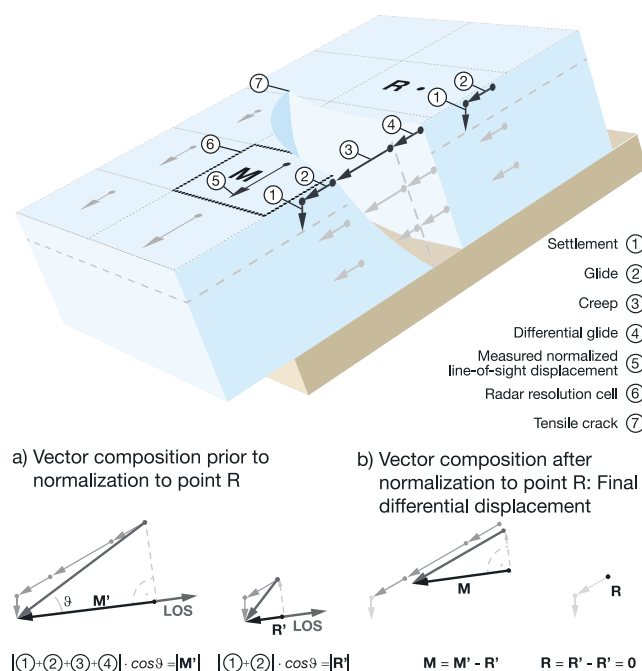 7
R
2
1
4
6
3
M
5
2
1
Settlement 1
Glide 2
Creep 3
Differential glide 4
Measured normalized
line-of-sight displacement 5
Radar resolution cell 6
Tensile crack 7
a) Vector composition prior to
normalization to point R
b) Vector composition after
normalization to point R: Final
differential displacement
ϑ M' LOS
R' LOS
M
R
|①+②+③+④| · cosϑ = |M'|
|①+②| · cosϑ = |R'|
M = M' - R'
R = R' - R' = 0